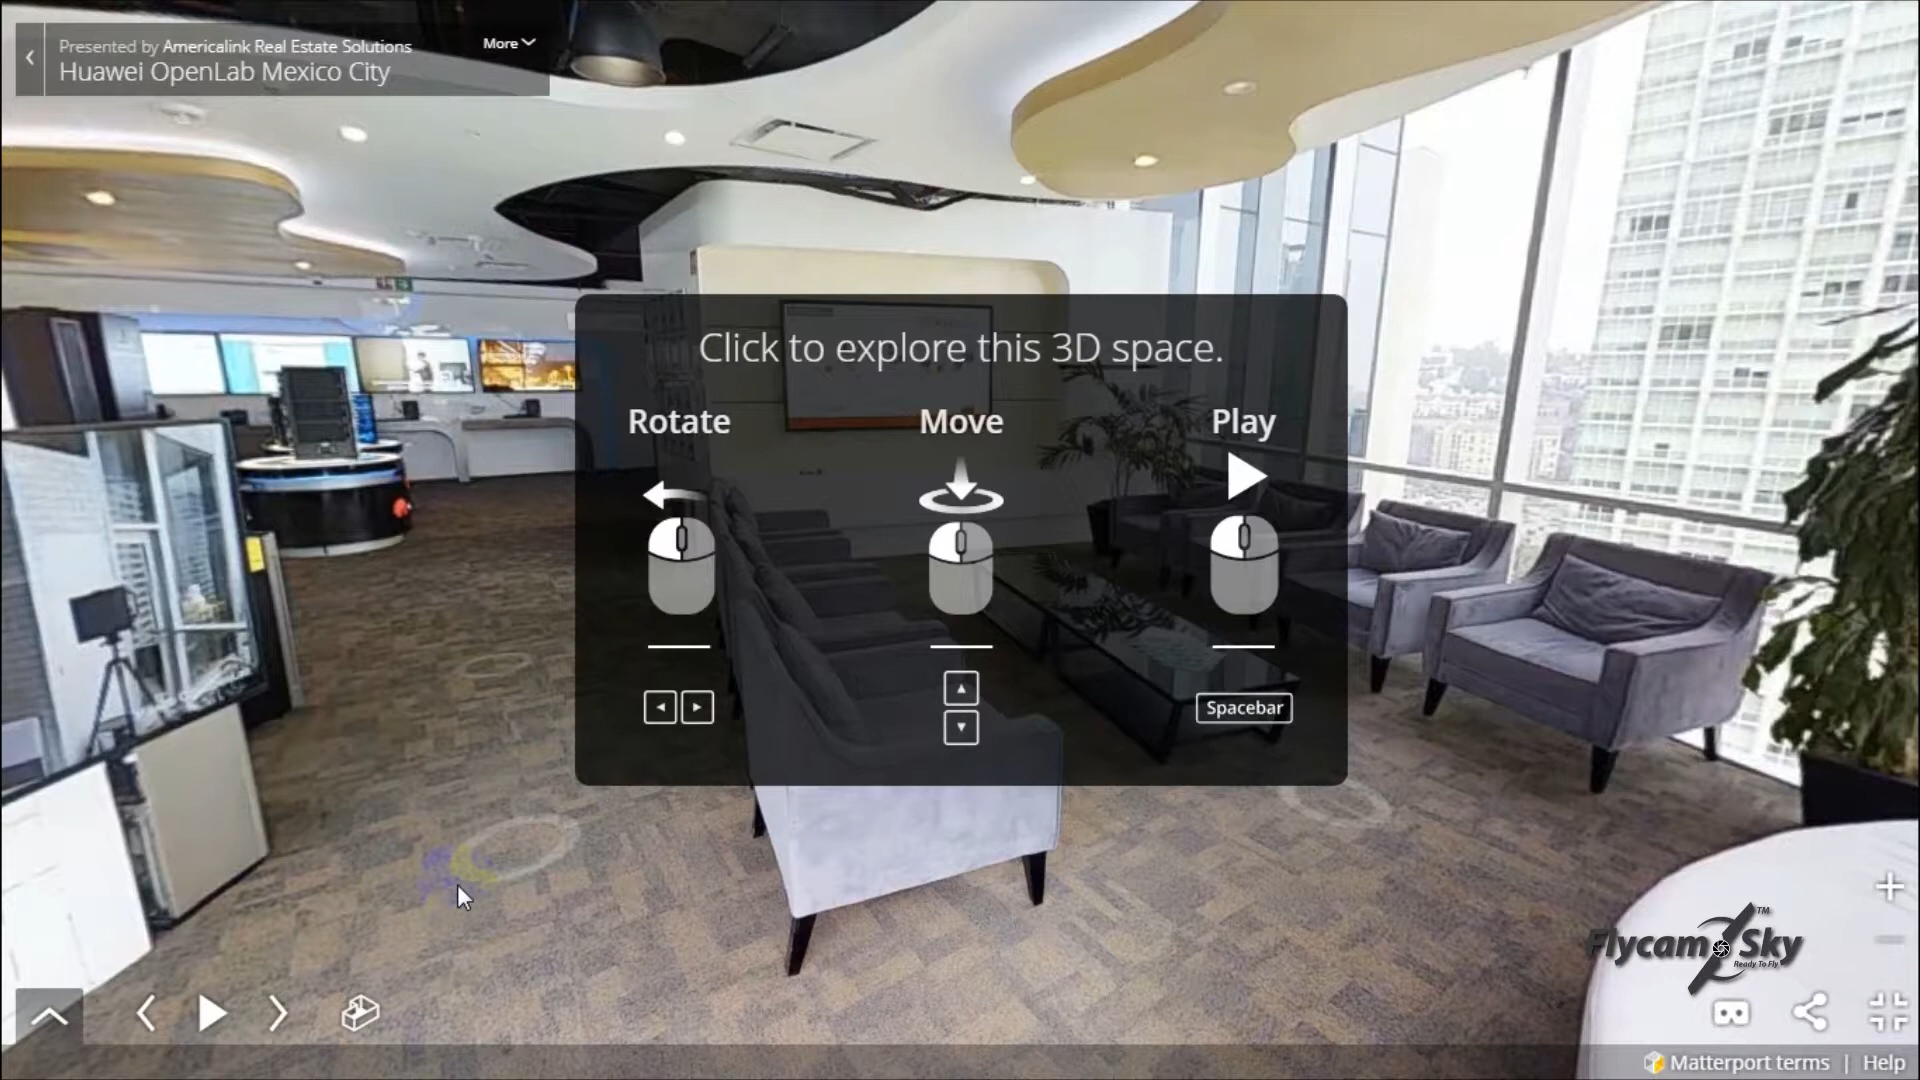 Presented by Americalink Real Estate Solutions
More
Huawei OpenLab Mexico City
Click to explore this 3D space.
Rotate
Move
Play
Spacebar
Flycam Sky
TM
Ready To Fly
Matterport terms | Help